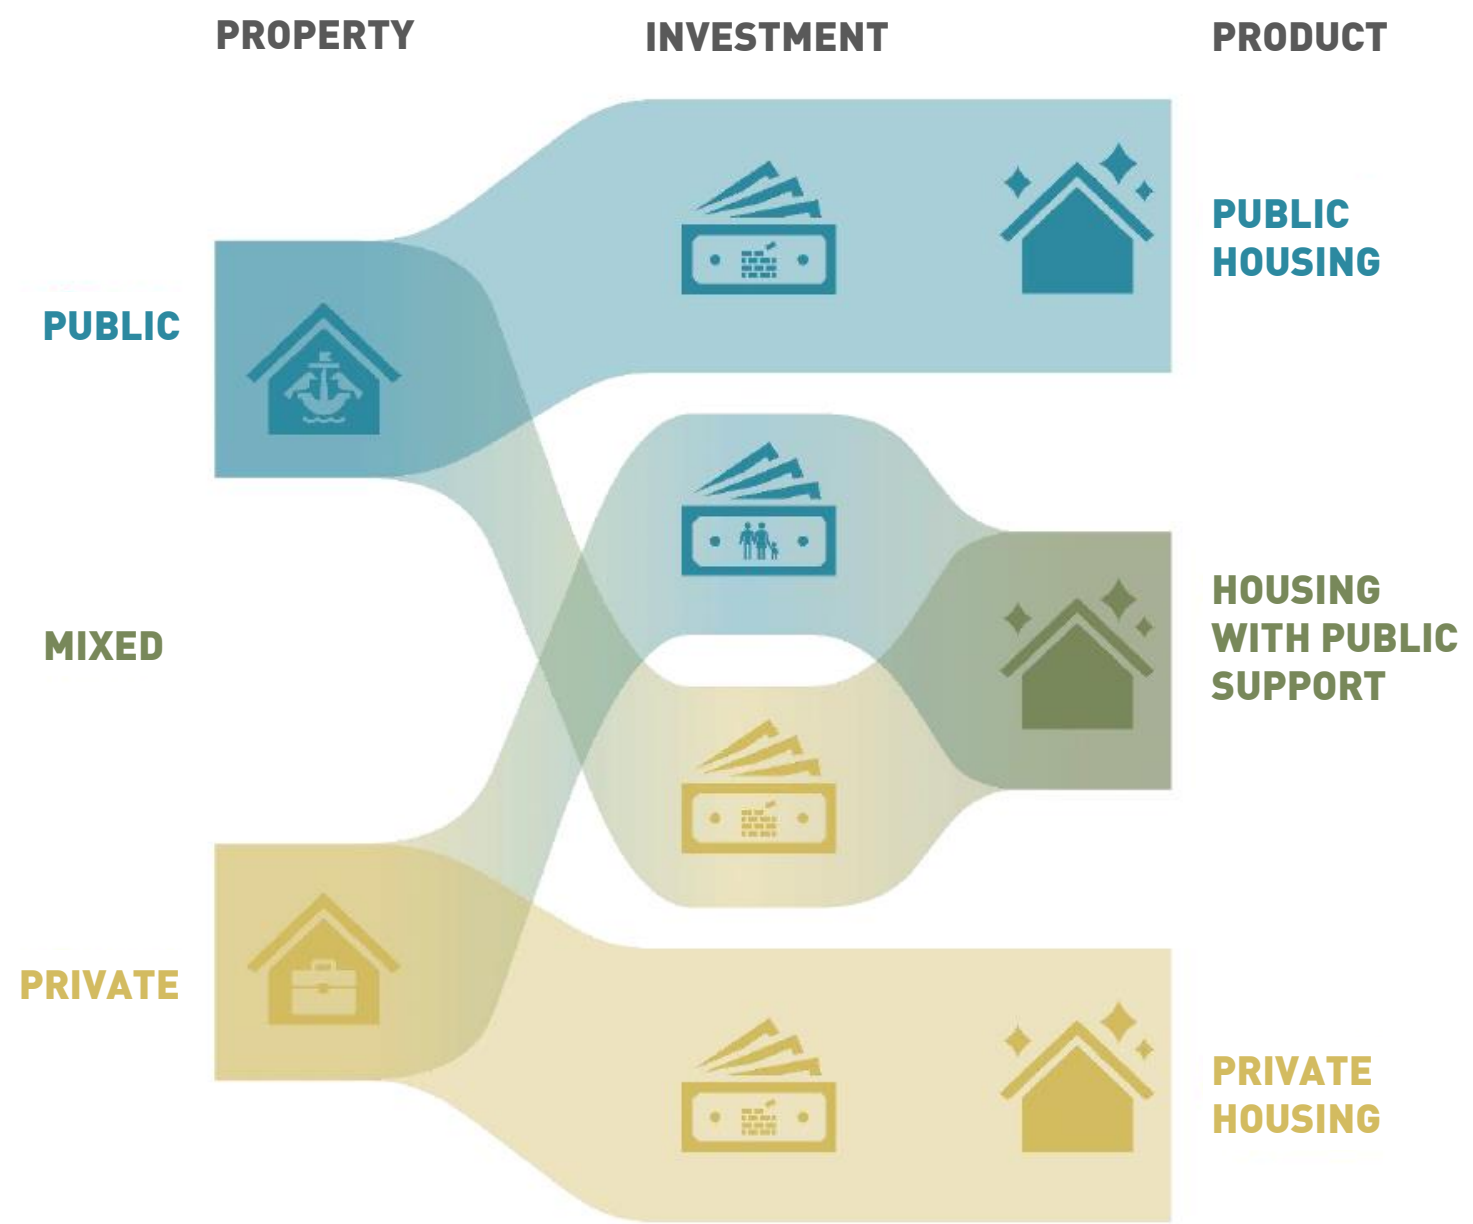 PROPERTY
INVESTMENT
PRODUCT
PUBLIC
MIXED
PRIVATE
PUBLIC
HOUSING
HOUSING
WITH PUBLIC
SUPPORT
PRIVATE
HOUSING